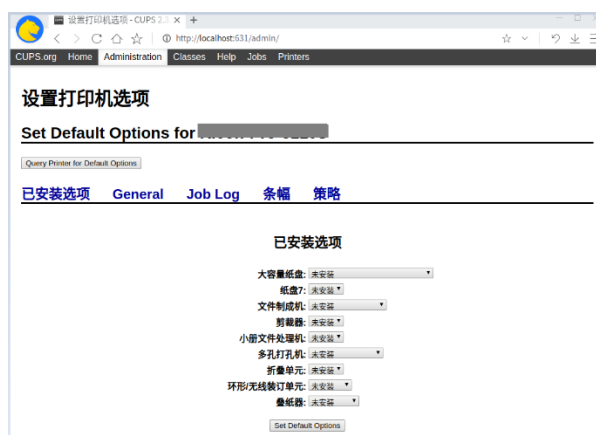 设置打印机选项 - CUPS 2.3
http://localhost:631/admin/
CUPS.org Home Administration Classes Help Jobs Printers
设置打印机选项
Set Default Options for
Query Printer for Default Options
已安装选项 General Job Log 条幅 策略
已安装选项
大容量纸盘: 未安装
纸盘7: 未安装
文件制成机: 未安装
剪裁器: 未安装
小册文件处理机: 未安装
多孔打孔机: 未安装
折叠单元: 未安装
环形/无线装订单元: 未安装
叠纸器: 未安装
Set Default Options